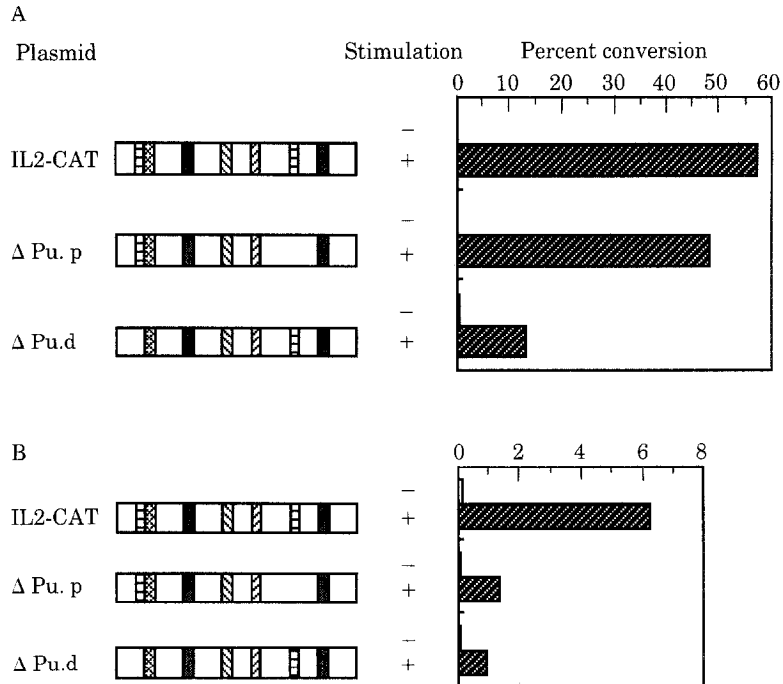 A
Plasmid Stimulation Percent conversion
0 10 20 30 40 50 60
−
IL2-CAT +
−
Δ Pu. p +
−
Δ Pu.d +
B
0 2 4 6 8
−
IL2-CAT +
−
Δ Pu. p +
−
Δ Pu.d +